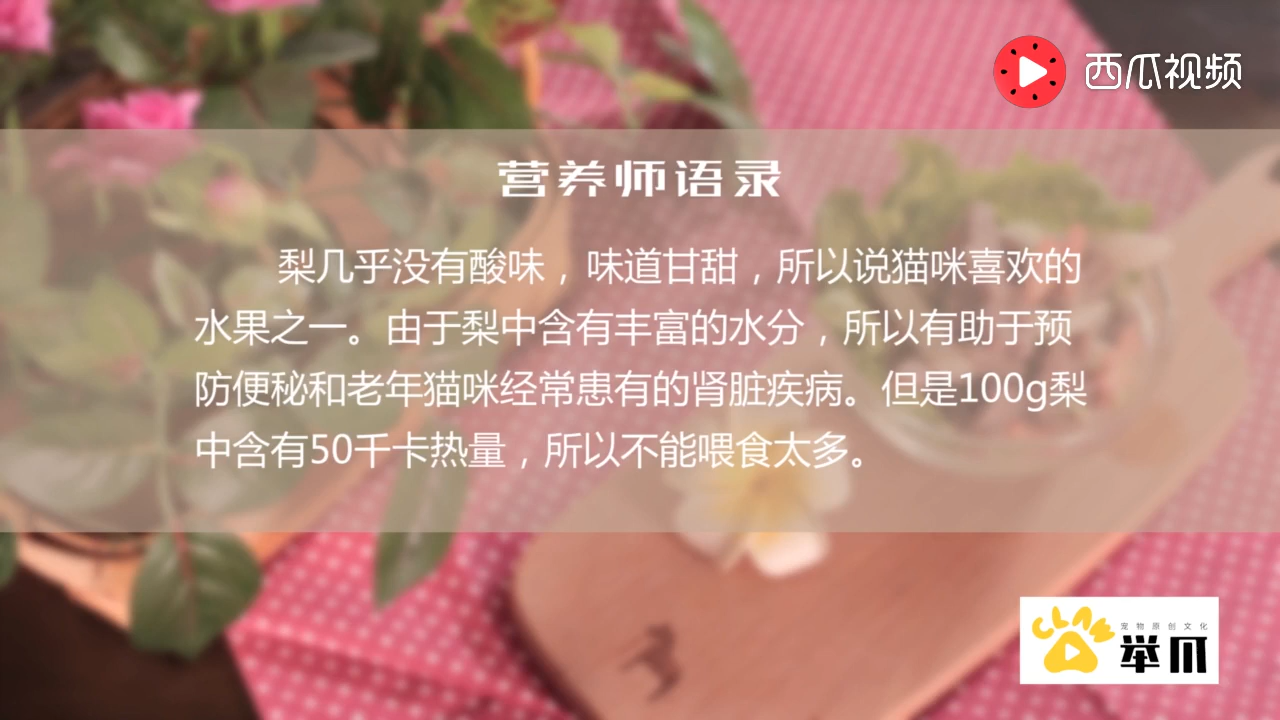 西瓜视频
营养师语录
梨几乎没有酸味，味道甘甜，所以说猫咪喜欢的
水果之一。由于梨中含有丰富的水分，所以有助于预
防便秘和老年猫咪经常患有的肾脏疾病。但是100g梨
中含有50千卡热量，所以不能喂食太多。
CLAW
宠物原创文化
举爪